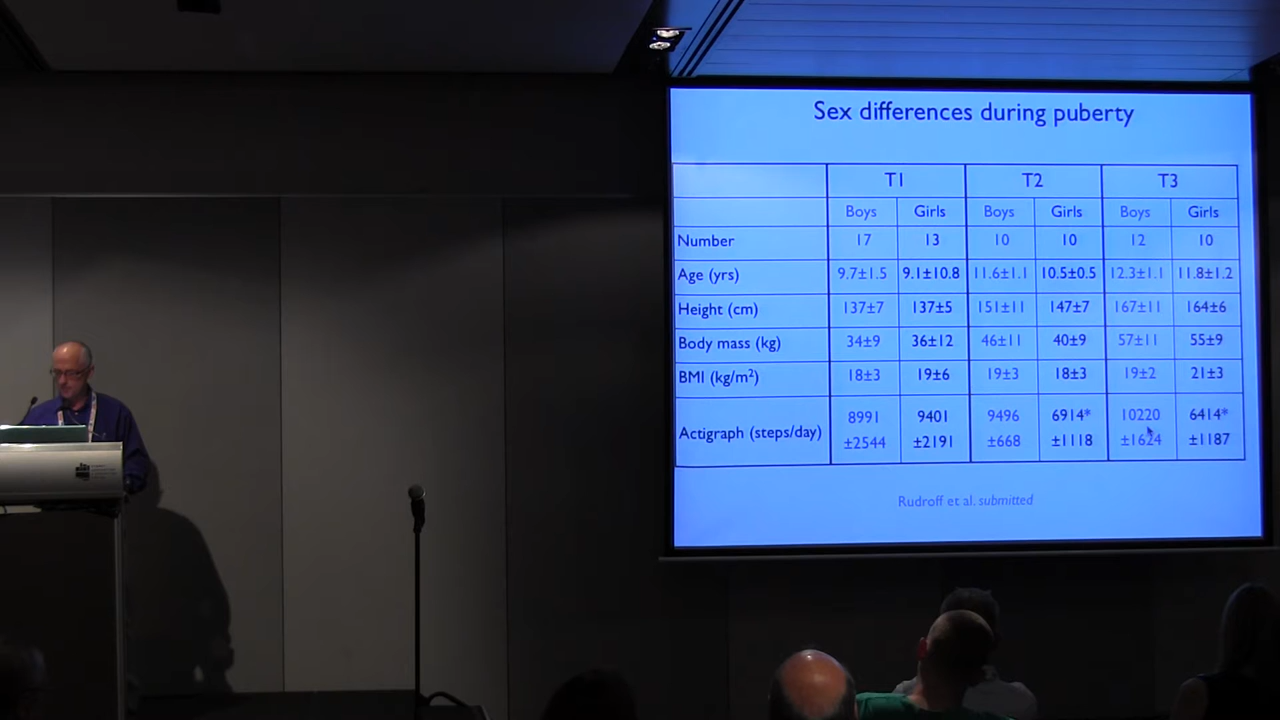 Sex differences during puberty
T1 T2 T3
Boys Girls Boys Girls Boys Girls
Number 17 13 10 10 12 10
Age (yrs) 9.7±1.5 9.1±10.8 11.6±1.1 10.5±0.5 12.3±1.1 11.8±1.2
Height (cm) 137±7 137±5 151±11 147±7 167±11 164±6
Body mass (kg) 34±9 36±12 46±11 40±9 57±11 55±9
BMI (kg/m²) 18±3 19±6 19±3 18±3 19±2 21±3
Actigraph (steps/day) 8991 9401 9496 6914* 10220 6414*
±2544 ±2191 ±668 ±1118 ±1624 ±1187
Rudroff et al. submitted